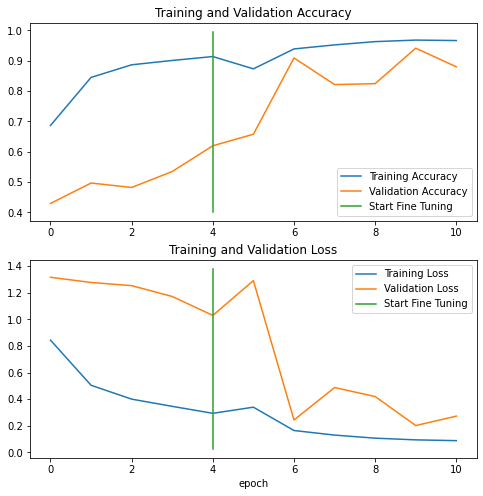 Training and Validation Accuracy
1.0
0.9
0.8
0.7
0.6
0.5
0.4
Training Accuracy
Validation Accuracy
Start Fine Tuning
0 2 4 6 8 10
Training and Validation Loss
1.4
1.2
1.0
0.8
0.6
0.4
0.2
0.0
Training Loss
Validation Loss
Start Fine Tuning
0 2 4 6 8 10
epoch